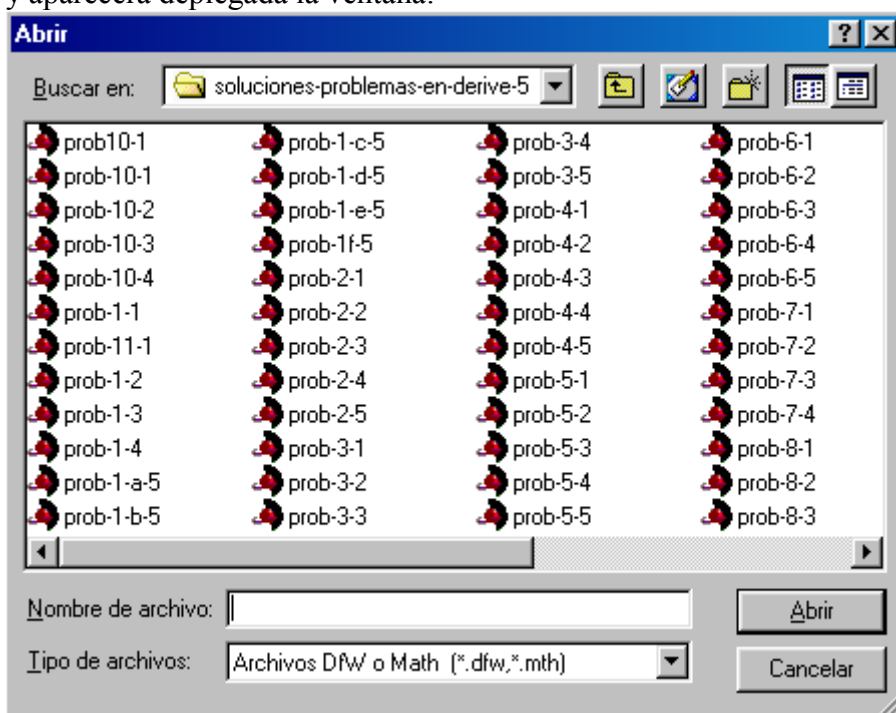 y aparecerá deplegada la ventana:
Abrir
Buscar en: soluciones-problemas-en-derive-5
prob10-1 prob-1-c-5 prob-3-4 prob-6-1
prob-10-1 prob-1-d-5 prob-3-5 prob-6-2
prob-10-2 prob-1-e-5 prob-4-1 prob-6-3
prob-10-3 prob-1f-5 prob-4-2 prob-6-4
prob-10-4 prob-2-1 prob-4-3 prob-6-5
prob-1-1 prob-2-2 prob-4-4 prob-7-1
prob-11-1 prob-2-3 prob-4-5 prob-7-2
prob-1-2 prob-2-4 prob-5-1 prob-7-3
prob-1-3 prob-2-5 prob-5-2 prob-7-4
prob-1-4 prob-3-1 prob-5-3 prob-8-1
prob-1-a-5 prob-3-2 prob-5-4 prob-8-2
prob-1-b-5 prob-3-3 prob-5-5 prob-8-3
Nombre de archivo: Abrir
Tipo de archivos: Archivos DfW o Math (*.dfw,*.mth) Cancelar